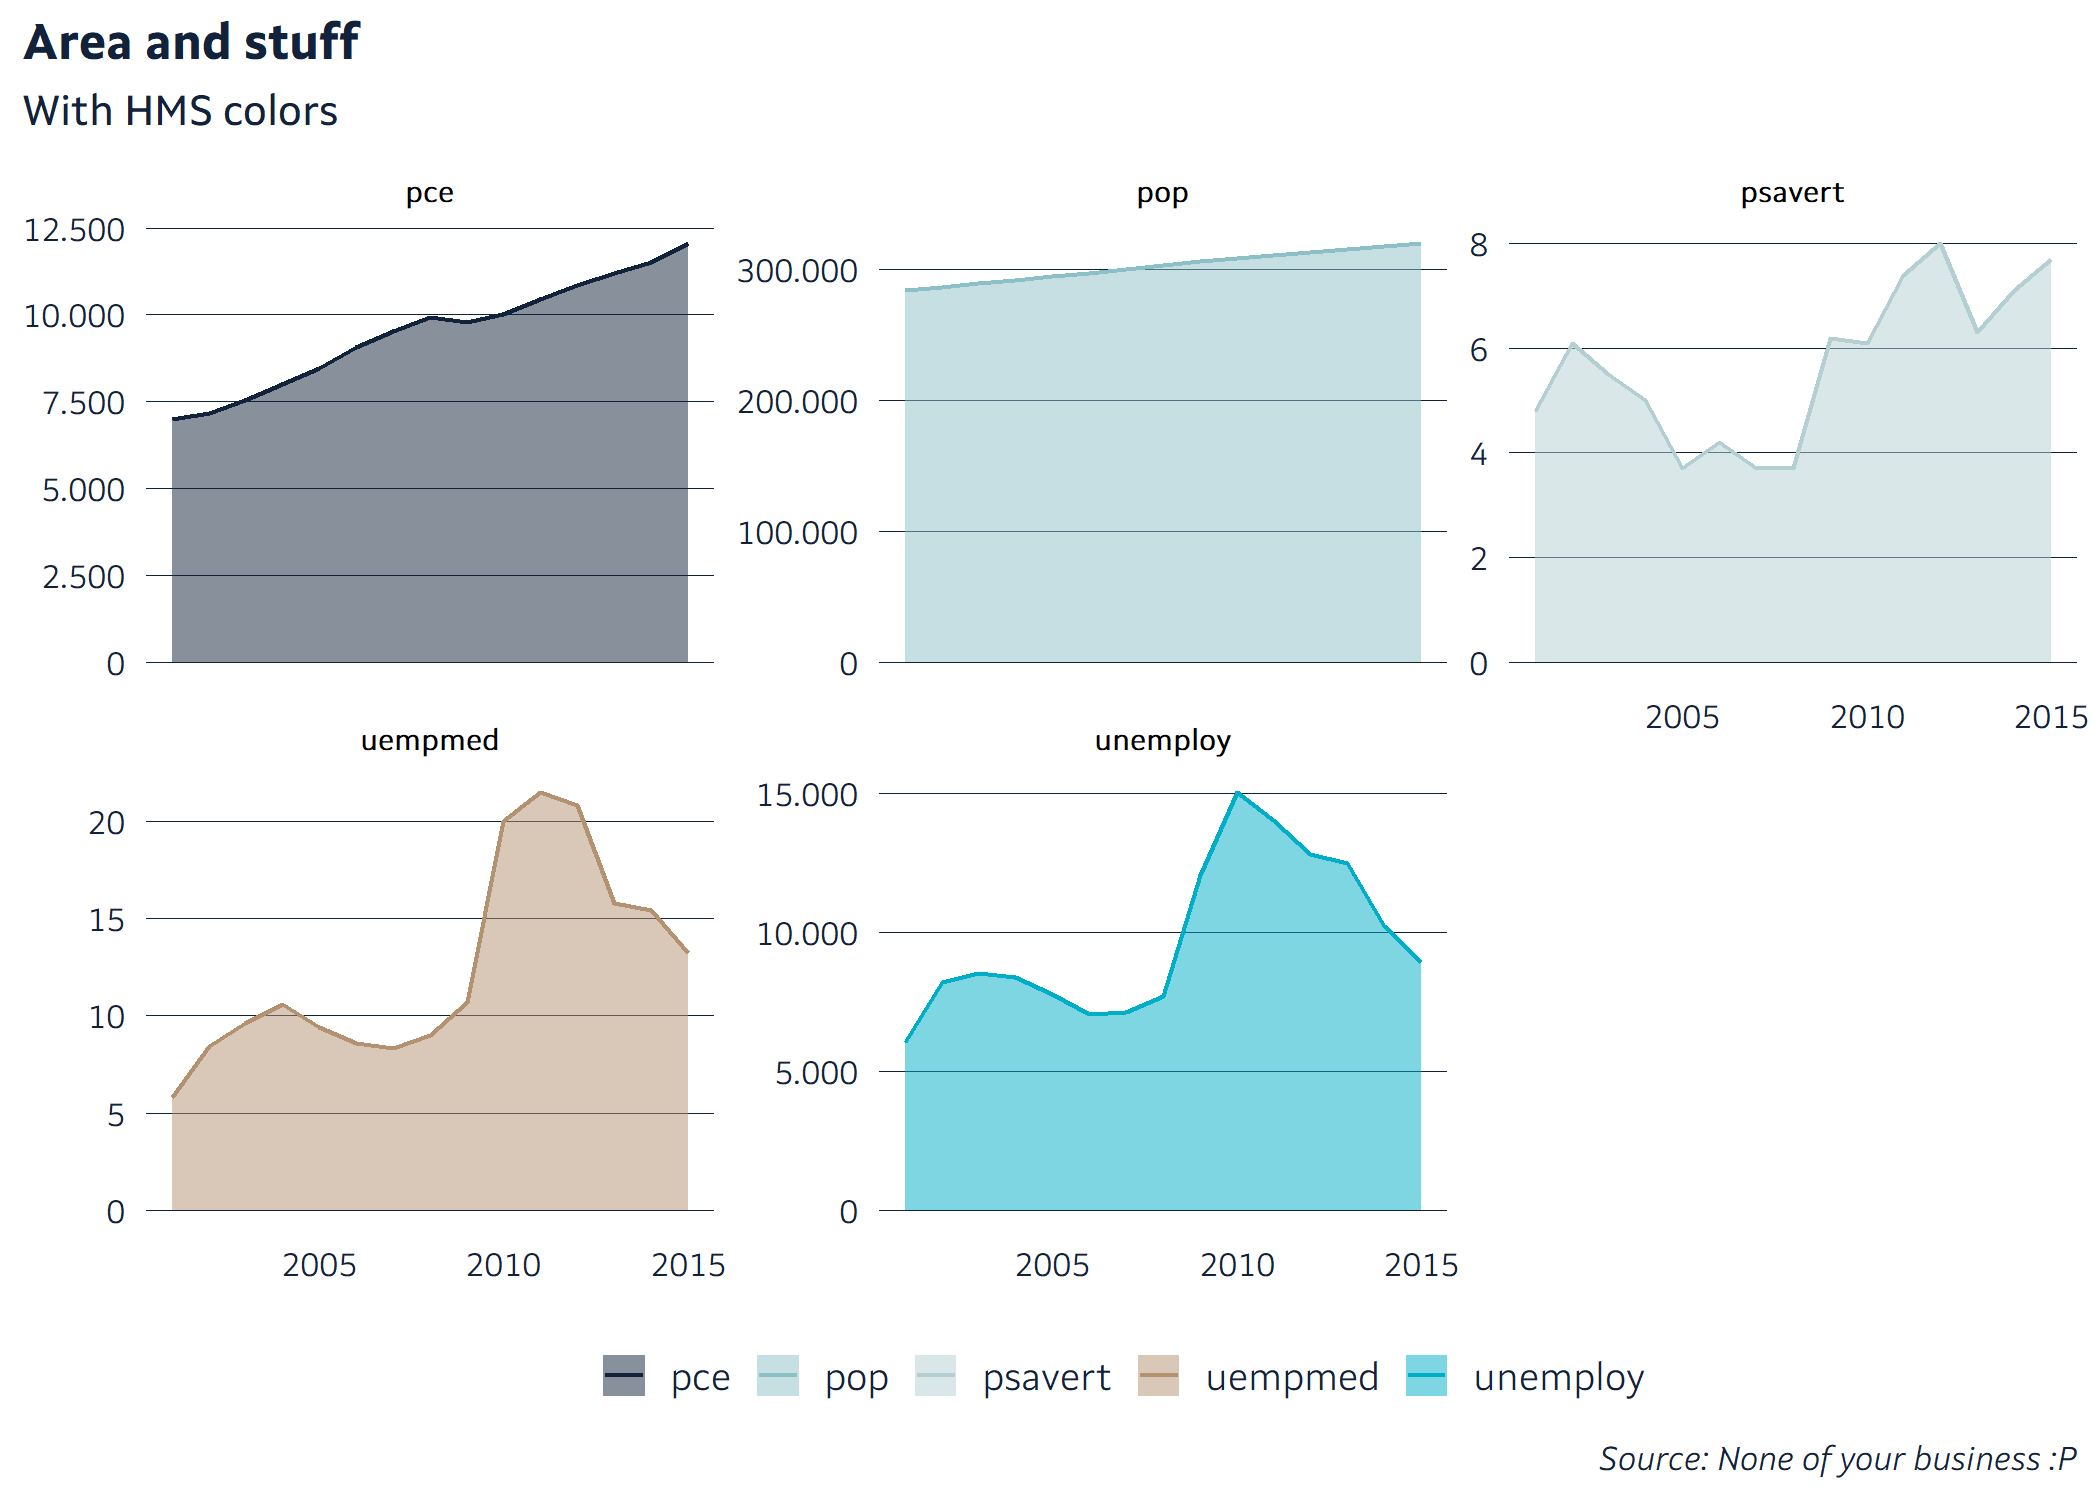 Area and stuff
With HMS colors
pce
pop
psavert
12.500
10.000
7.500
5.000
2.500
0
300.000
200.000
100.000
0
8
6
4
2
0
2005 2010 2015
uempmed
unemploy
20
15
10
5
0
2005 2010 2015
15.000
10.000
5.000
0
2005 2010 2015
pce pop psavert uempmed unemploy
Source: None of your business :P